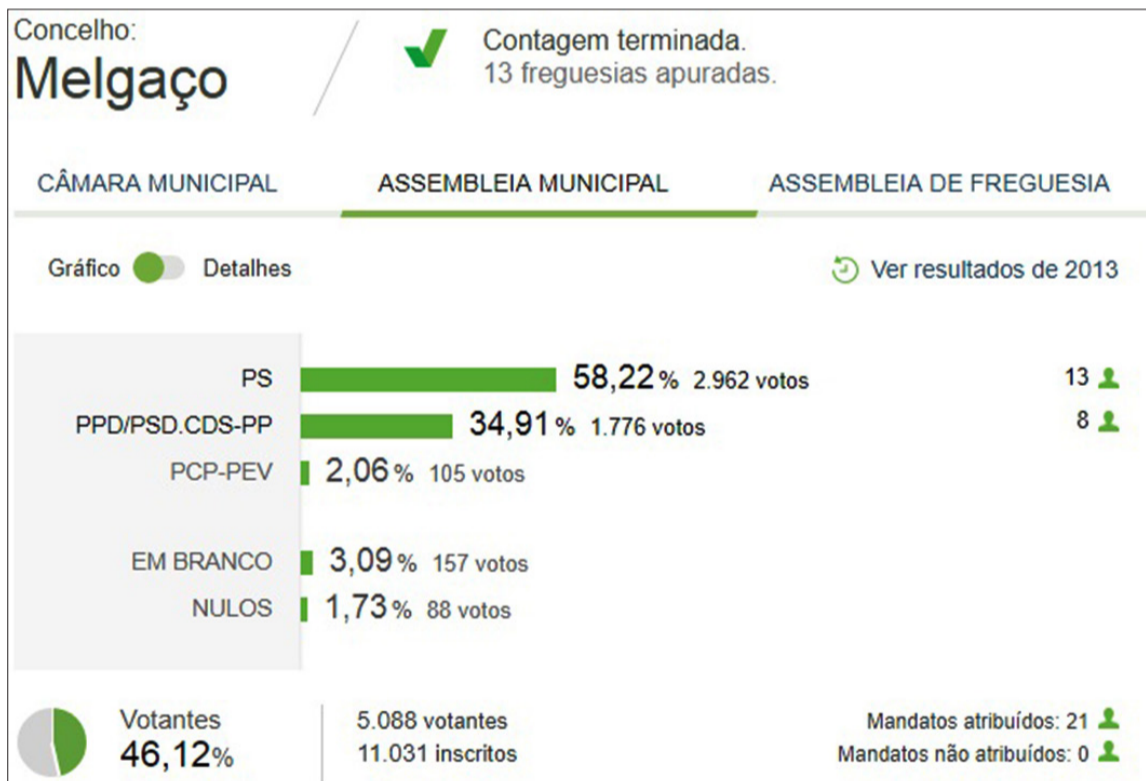 Concelho:
Melgaço
Contagem terminada.
13 freguesias apuradas.
CÂMARA MUNICIPAL
ASSEMBLEIA MUNICIPAL
ASSEMBLEIA DE FREGUESIA
Gráfico Detalhes
Ver resultados de 2013
PS 58,22% 2.962 votos 13
PPD/PSD.CDS-PP 34,91% 1.776 votos 8
PCP-PEV 2,06% 105 votos
EM BRANCO 3,09% 157 votos
NULOS 1,73% 88 votos
Votantes
46,12%
5.088 votantes
11.031 inscritos
Mandatos atribuídos: 21
Mandatos não atribuídos: 0